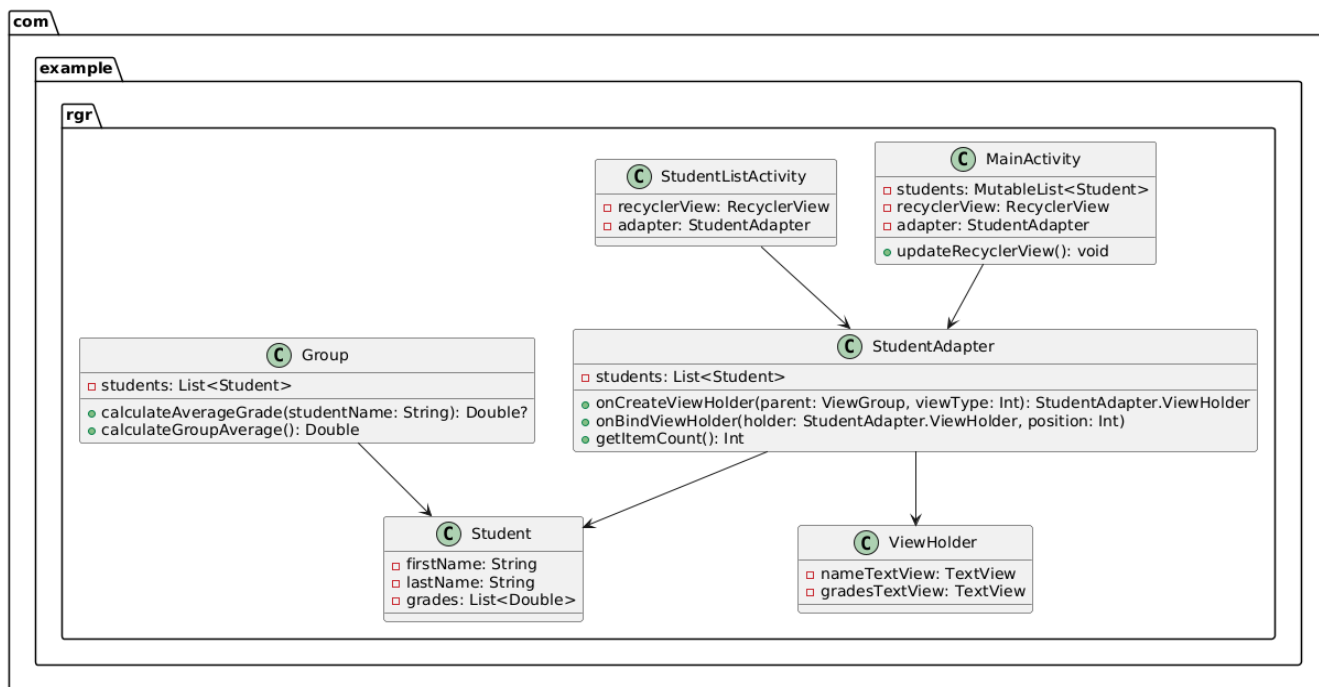 com
example
rgr
C StudentListActivity
recyclerView: RecyclerView
adapter: StudentAdapter
C MainActivity
students: MutableList<Student>
recyclerView: RecyclerView
adapter: StudentAdapter
updateRecyclerView(): void
C Group
students: List<Student>
calculateAverageGrade(studentName: String): Double?
calculateGroupAverage(): Double
C StudentAdapter
students: List<Student>
onCreateViewHolder(parent: ViewGroup, viewType: Int): StudentAdapter.ViewHolder
onBindViewHolder(holder: StudentAdapter.ViewHolder, position: Int)
getItemCount(): Int
C Student
firstName: String
lastName: String
grades: List<Double>
C ViewHolder
nameTextView: TextView
gradesTextView: TextView